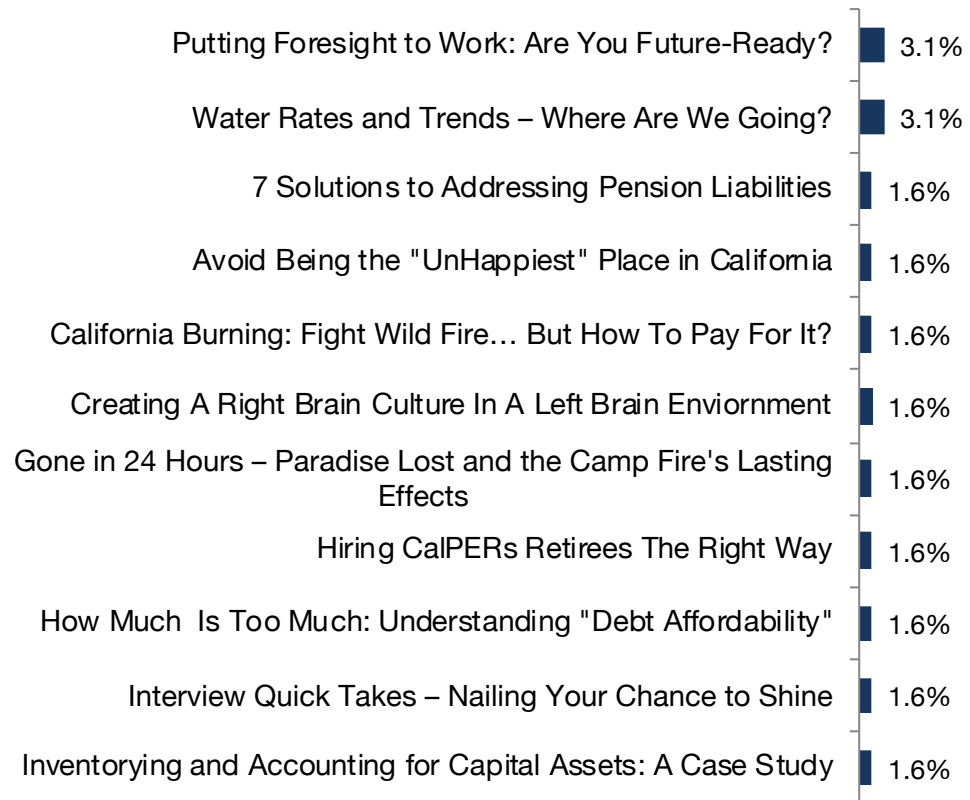 Putting Foresight to Work: Are You Future-Ready? 3.1%
Water Rates and Trends – Where Are We Going? 3.1%
7 Solutions to Addressing Pension Liabilities 1.6%
Avoid Being the "UnHappiest" Place in California 1.6%
California Burning: Fight Wild Fire… But How To Pay For It? 1.6%
Creating A Right Brain Culture In A Left Brain Enviornment 1.6%
Gone in 24 Hours – Paradise Lost and the Camp Fire's Lasting
Effects 1.6%
Hiring CalPERs Retirees The Right Way 1.6%
How Much Is Too Much: Understanding "Debt Affordability" 1.6%
Interview Quick Takes – Nailing Your Chance to Shine 1.6%
Inventorying and Accounting for Capital Assets: A Case Study 1.6%